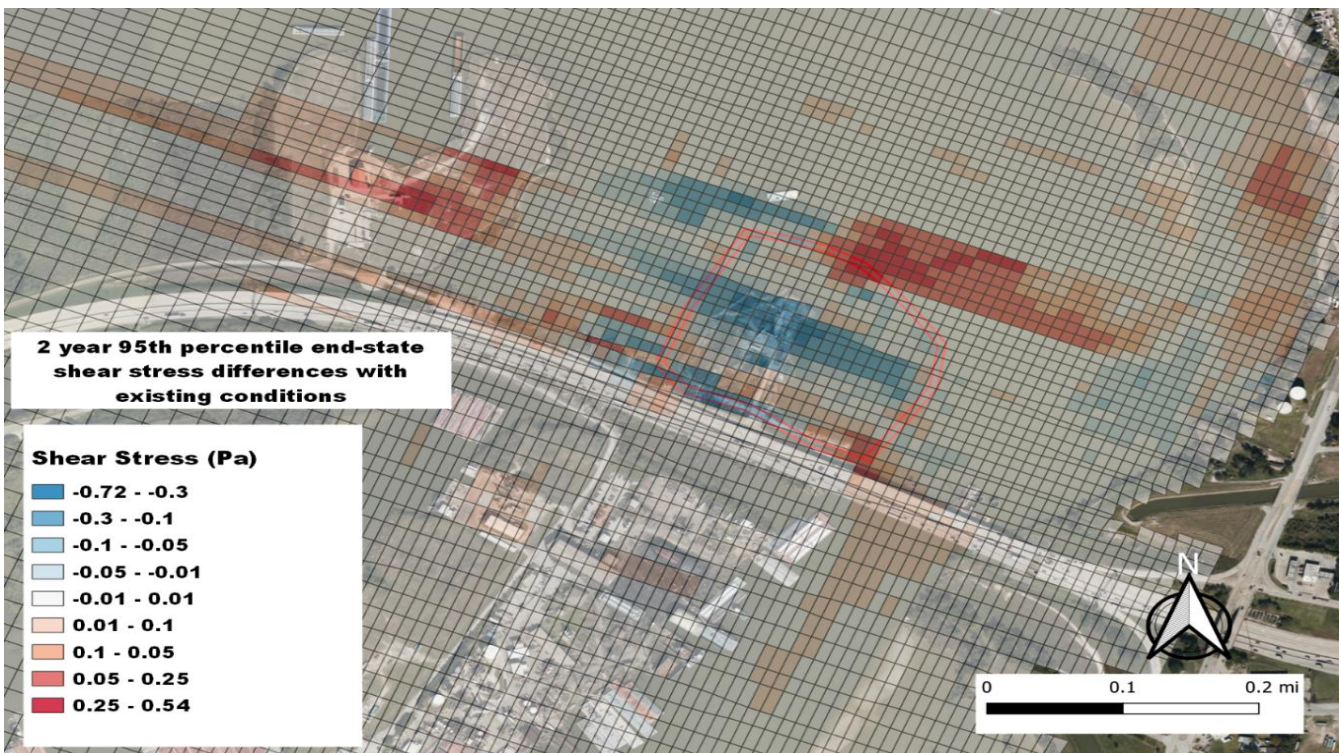 2 year 95th percentile end-state
shear stress differences with
existing conditions
Shear Stress (Pa)
-0.72 - -0.3
-0.3 - -0.1
-0.1 - -0.05
-0.05 - -0.01
-0.01 - 0.01
0.01 - 0.1
0.1 - 0.05
0.05 - 0.25
0.25 - 0.54
N
0 0.1 0.2 mi